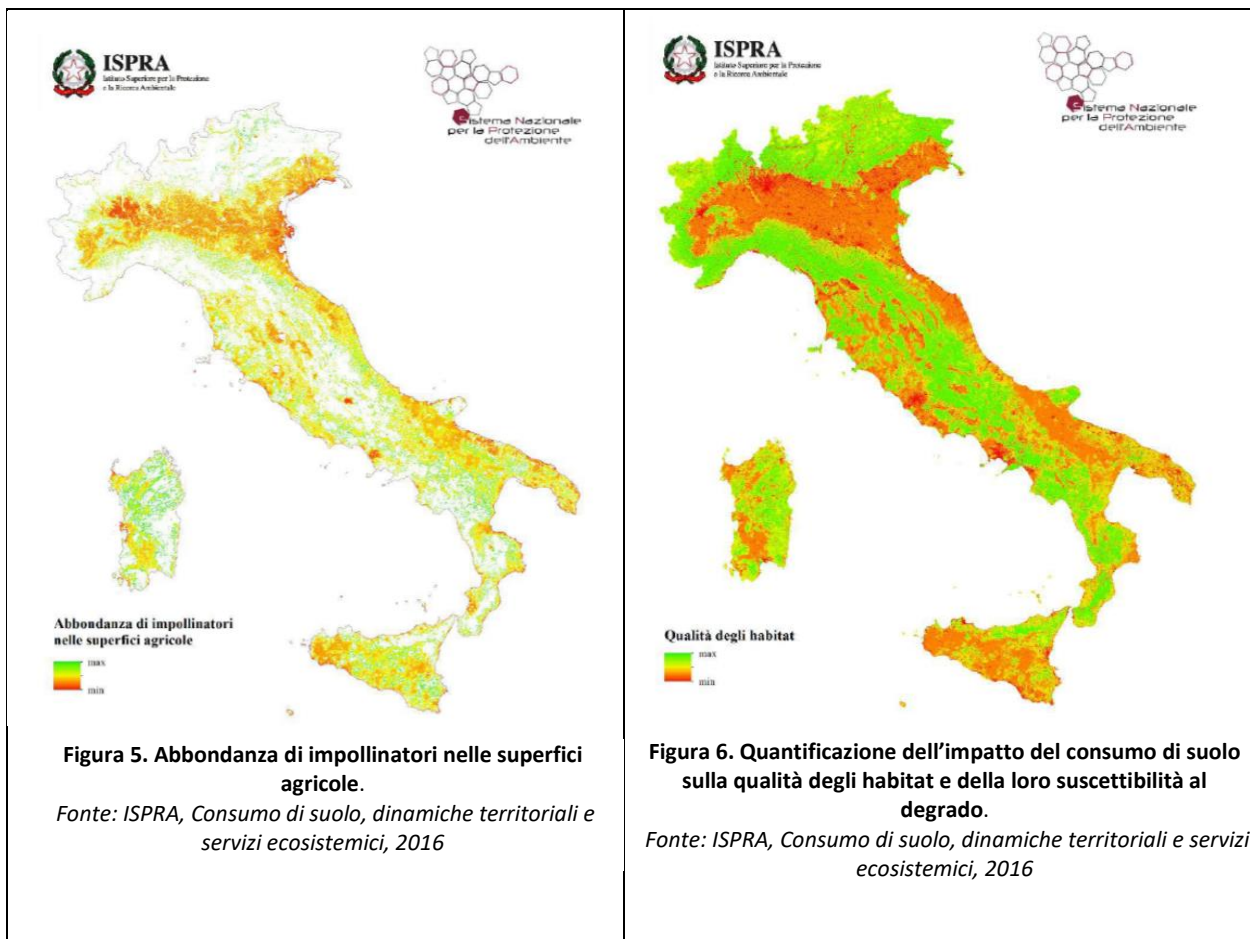 ISPRA
Istituto Superiore per la Protezione
e la Ricerca Ambientale
Sistema Nazionale
per la Protezione
dell'Ambiente
Abbondanza di impollinatori
nelle superfici agricole
max
min
Figura 5. Abbondanza di impollinatori nelle superfici
agricole.
Fonte: ISPRA, Consumo di suolo, dinamiche territoriali e
servizi ecosistemici, 2016
ISPRA
Istituto Superiore per la Protezione
e la Ricerca Ambientale
Sistema Nazionale
per la Protezione
dell'Ambiente
Qualità degli habitat
max
min
Figura 6. Quantificazione dell’impatto del consumo di suolo
sulla qualità degli habitat e della loro suscettibilità al
degrado.
Fonte: ISPRA, Consumo di suolo, dinamiche territoriali e servizi
ecosistemici, 2016